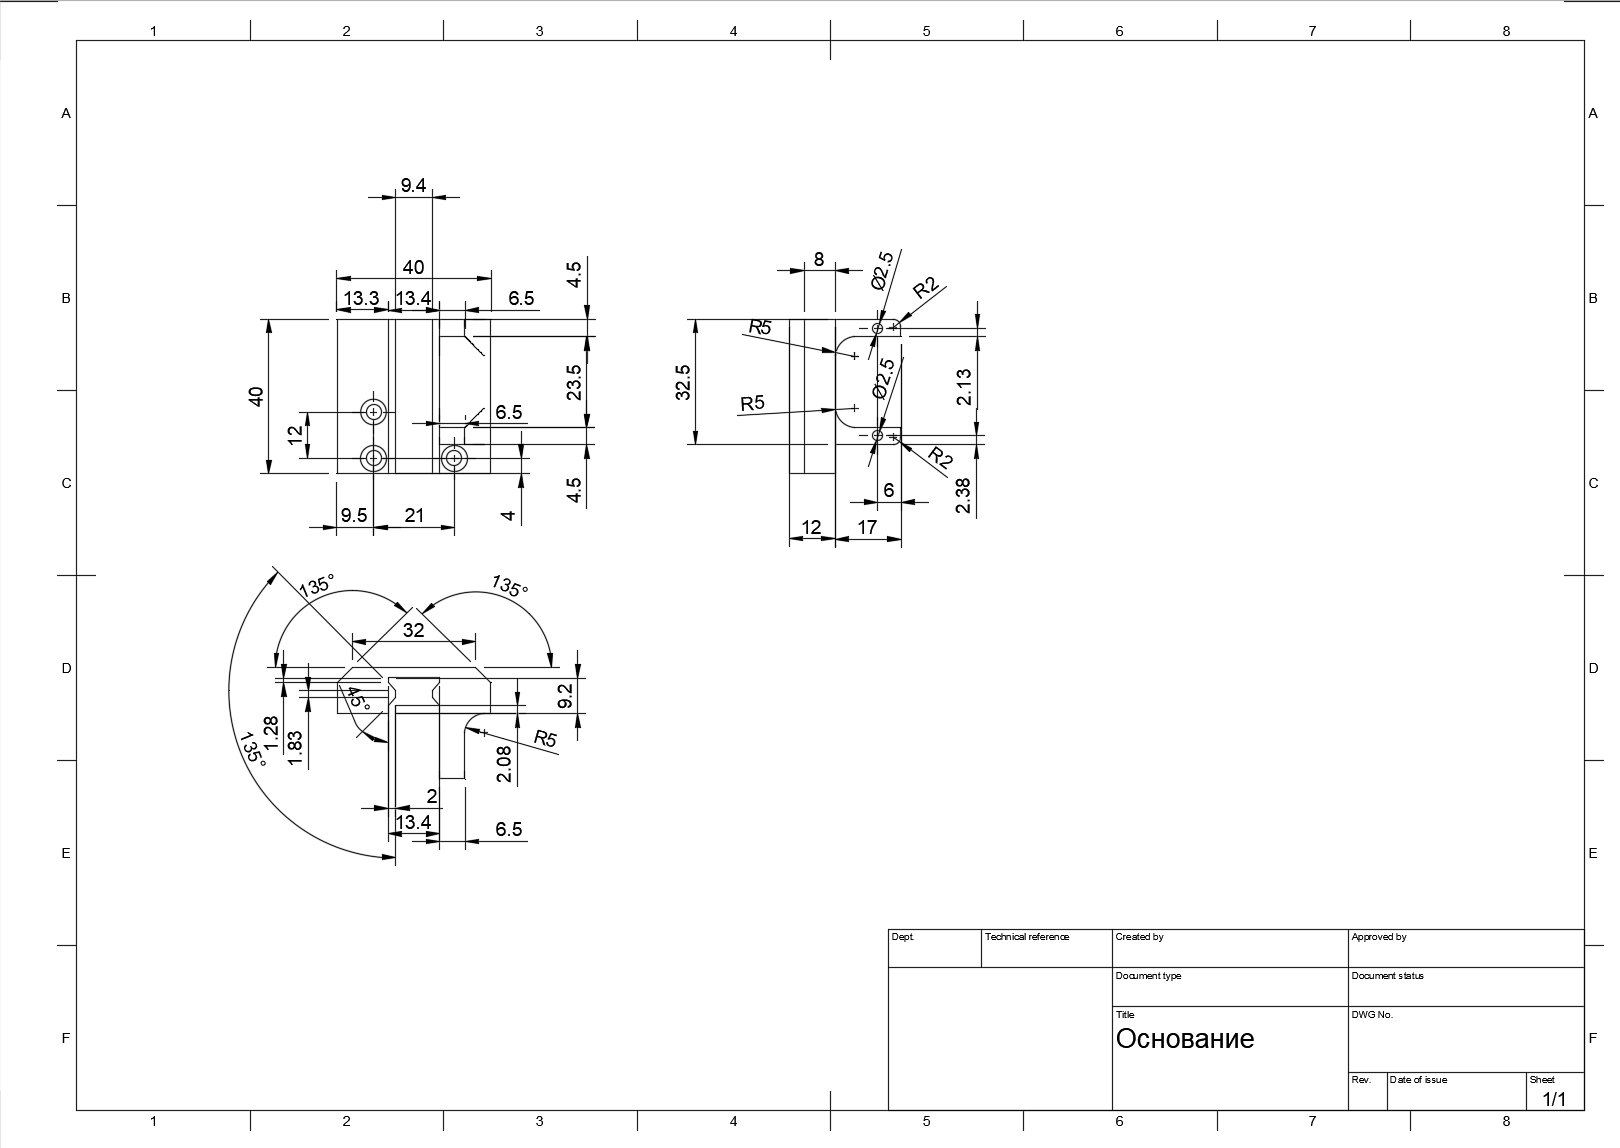 1 2 3 4 5 6 7 8
A A
9.4
B B
40
13.3 13.4 6.5
4.5
40
23.5
12
6.5
9.5 21 4 4.5
8
Ø2.5
R2
R5
32.5
Ø2.5
2.13
R5
R2
6
2.38
12 17
C C
135° 135°
32
D D
45°
9.2
1.28
1.83
135°
R5
2.08
2
13.4
6.5
E E
Dept. Technical reference Created by Approved by
Document type Document status
Title DWG No.
Основание
F F
Rev. Date of issue Sheet
1/1
1 2 3 4 5 6 7 8